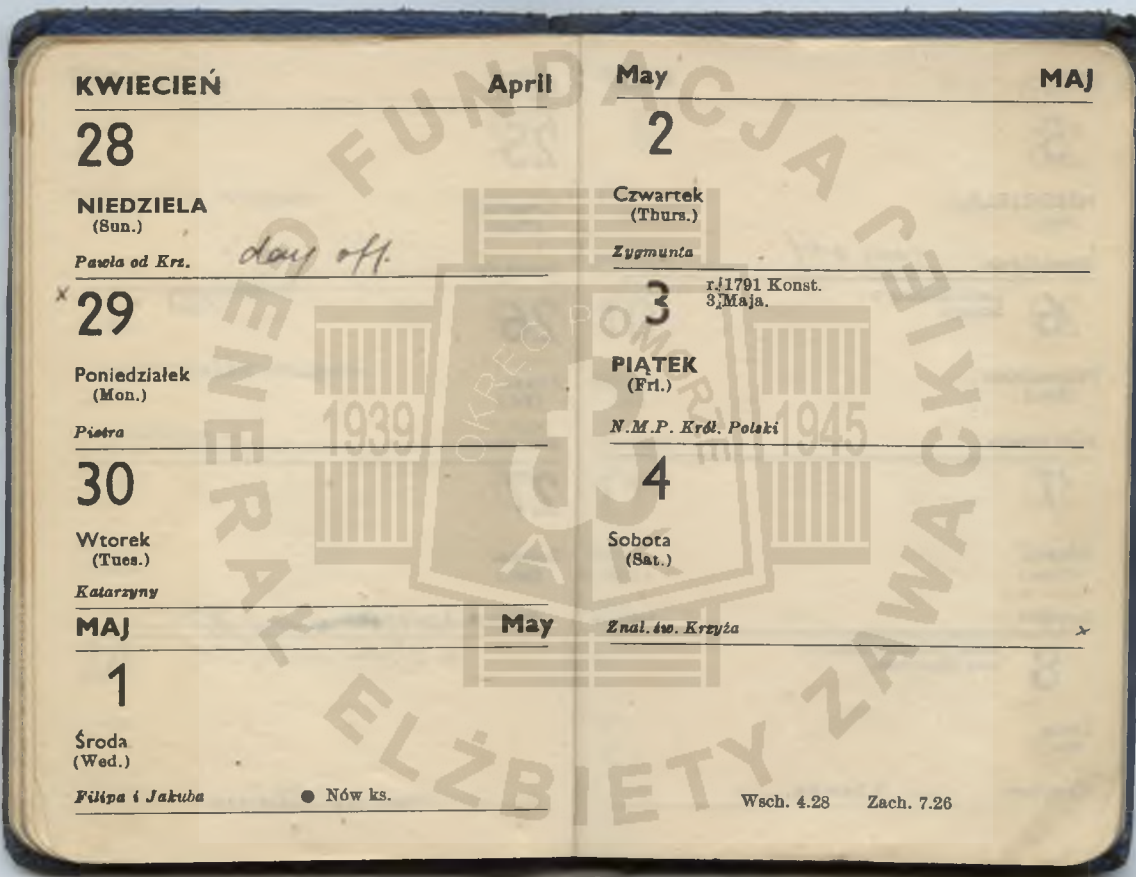 KWIECIEŃ April
28
NIEDZIELA
(Sun.)
Pawła od Krz. day off.
x 29
Poniedziałek
(Mon.)
Piotra
30
Wtorek
(Tues.)
Katarzyny
MAJ May
1
Środa
(Wed.)
Filipa i Jakuba ● Nów ks.
May MAJ
2
Czwartek
(Thurs.)
Zygmunta
3 r. 1791 Konst.
3 Maja.
PIĄTEK
(Fri.)
N.M.P. Król. Polski
4
Sobota
(Sat.)
Znal. św. Krzyża x
Wsch. 4.28 Zach. 7.26
FUNDACJA
GENERAŁ ELŻBIETY ZAWACKIEJ
OKRĘG POMORZE
1939 3 1945
AK